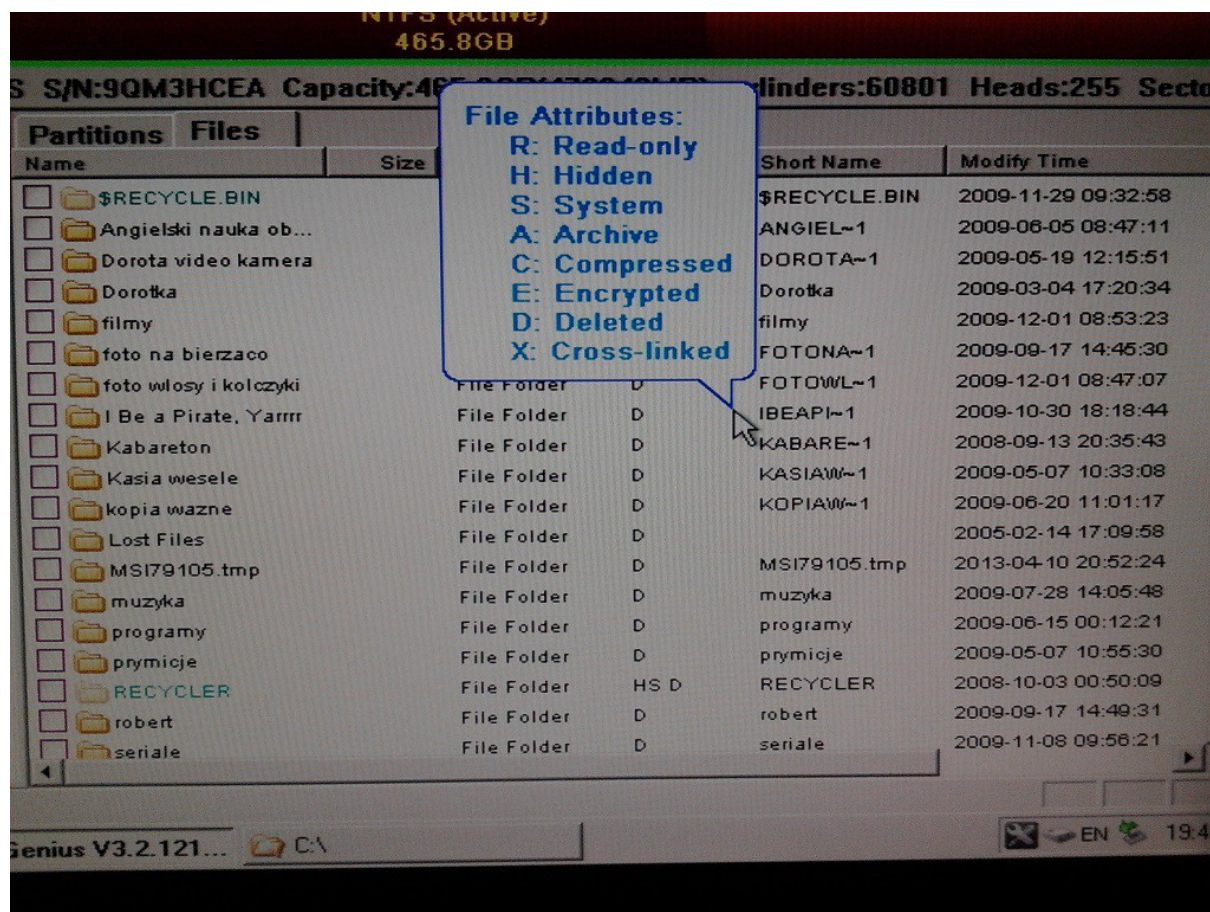 NTFS (Active)
465.8GB
S S/N:9QM3HCEA Capacity:46 linders:60801 Heads:255 Secto
Partitions Files
Name Size Short Name Modify Time
File Attributes:
R: Read-only
H: Hidden
S: System
A: Archive
C: Compressed
E: Encrypted
D: Deleted
X: Cross-linked
$RECYCLE.BIN $RECYCLE.BIN 2009-11-29 09:32:58
Angielski nauka ob... ANGIEL~1 2009-06-05 08:47:11
Dorota video kamera DOROTA~1 2009-05-19 12:15:51
Dorotka Dorotka 2009-03-04 17:20:34
filmy filmy 2009-12-01 08:53:23
foto na bierzaco FOTONA~1 2009-09-17 14:45:30
foto wlosy i kolczyki File Folder D FOTOWL~1 2009-12-01 08:47:07
I Be a Pirate, Yarrrr File Folder D IBEAPI~1 2009-10-30 18:18:44
Kabareton File Folder D KABARE~1 2008-09-13 20:35:43
Kasia wesele File Folder D KASIAW~1 2009-05-07 10:33:08
kopia wazne File Folder D KOPIAW~1 2009-06-20 11:01:17
Lost Files File Folder D 2005-02-14 17:09:58
MSI79105.tmp File Folder D MSI79105.tmp 2013-04-10 20:52:24
muzyka File Folder D muzyka 2009-07-28 14:05:48
programy File Folder D programy 2009-06-15 00:12:21
prymicje File Folder D prymicje 2009-05-07 10:55:30
RECYCLER File Folder HS D RECYCLER 2008-10-03 00:50:09
robert File Folder D robert 2009-09-17 14:49:31
seriale File Folder D seriale 2009-11-08 09:56:21
Genius V3.2.121... C:\ EN 19:4